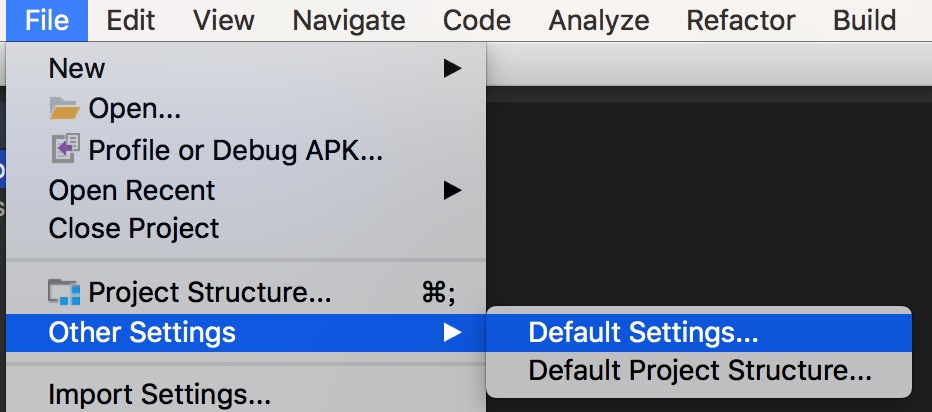 File Edit View Navigate Code Analyze Refactor Build
New
Open...
Profile or Debug APK...
Open Recent
Close Project
Project Structure... ⌘;
Other Settings
Default Settings...
Default Project Structure...
Import Settings...